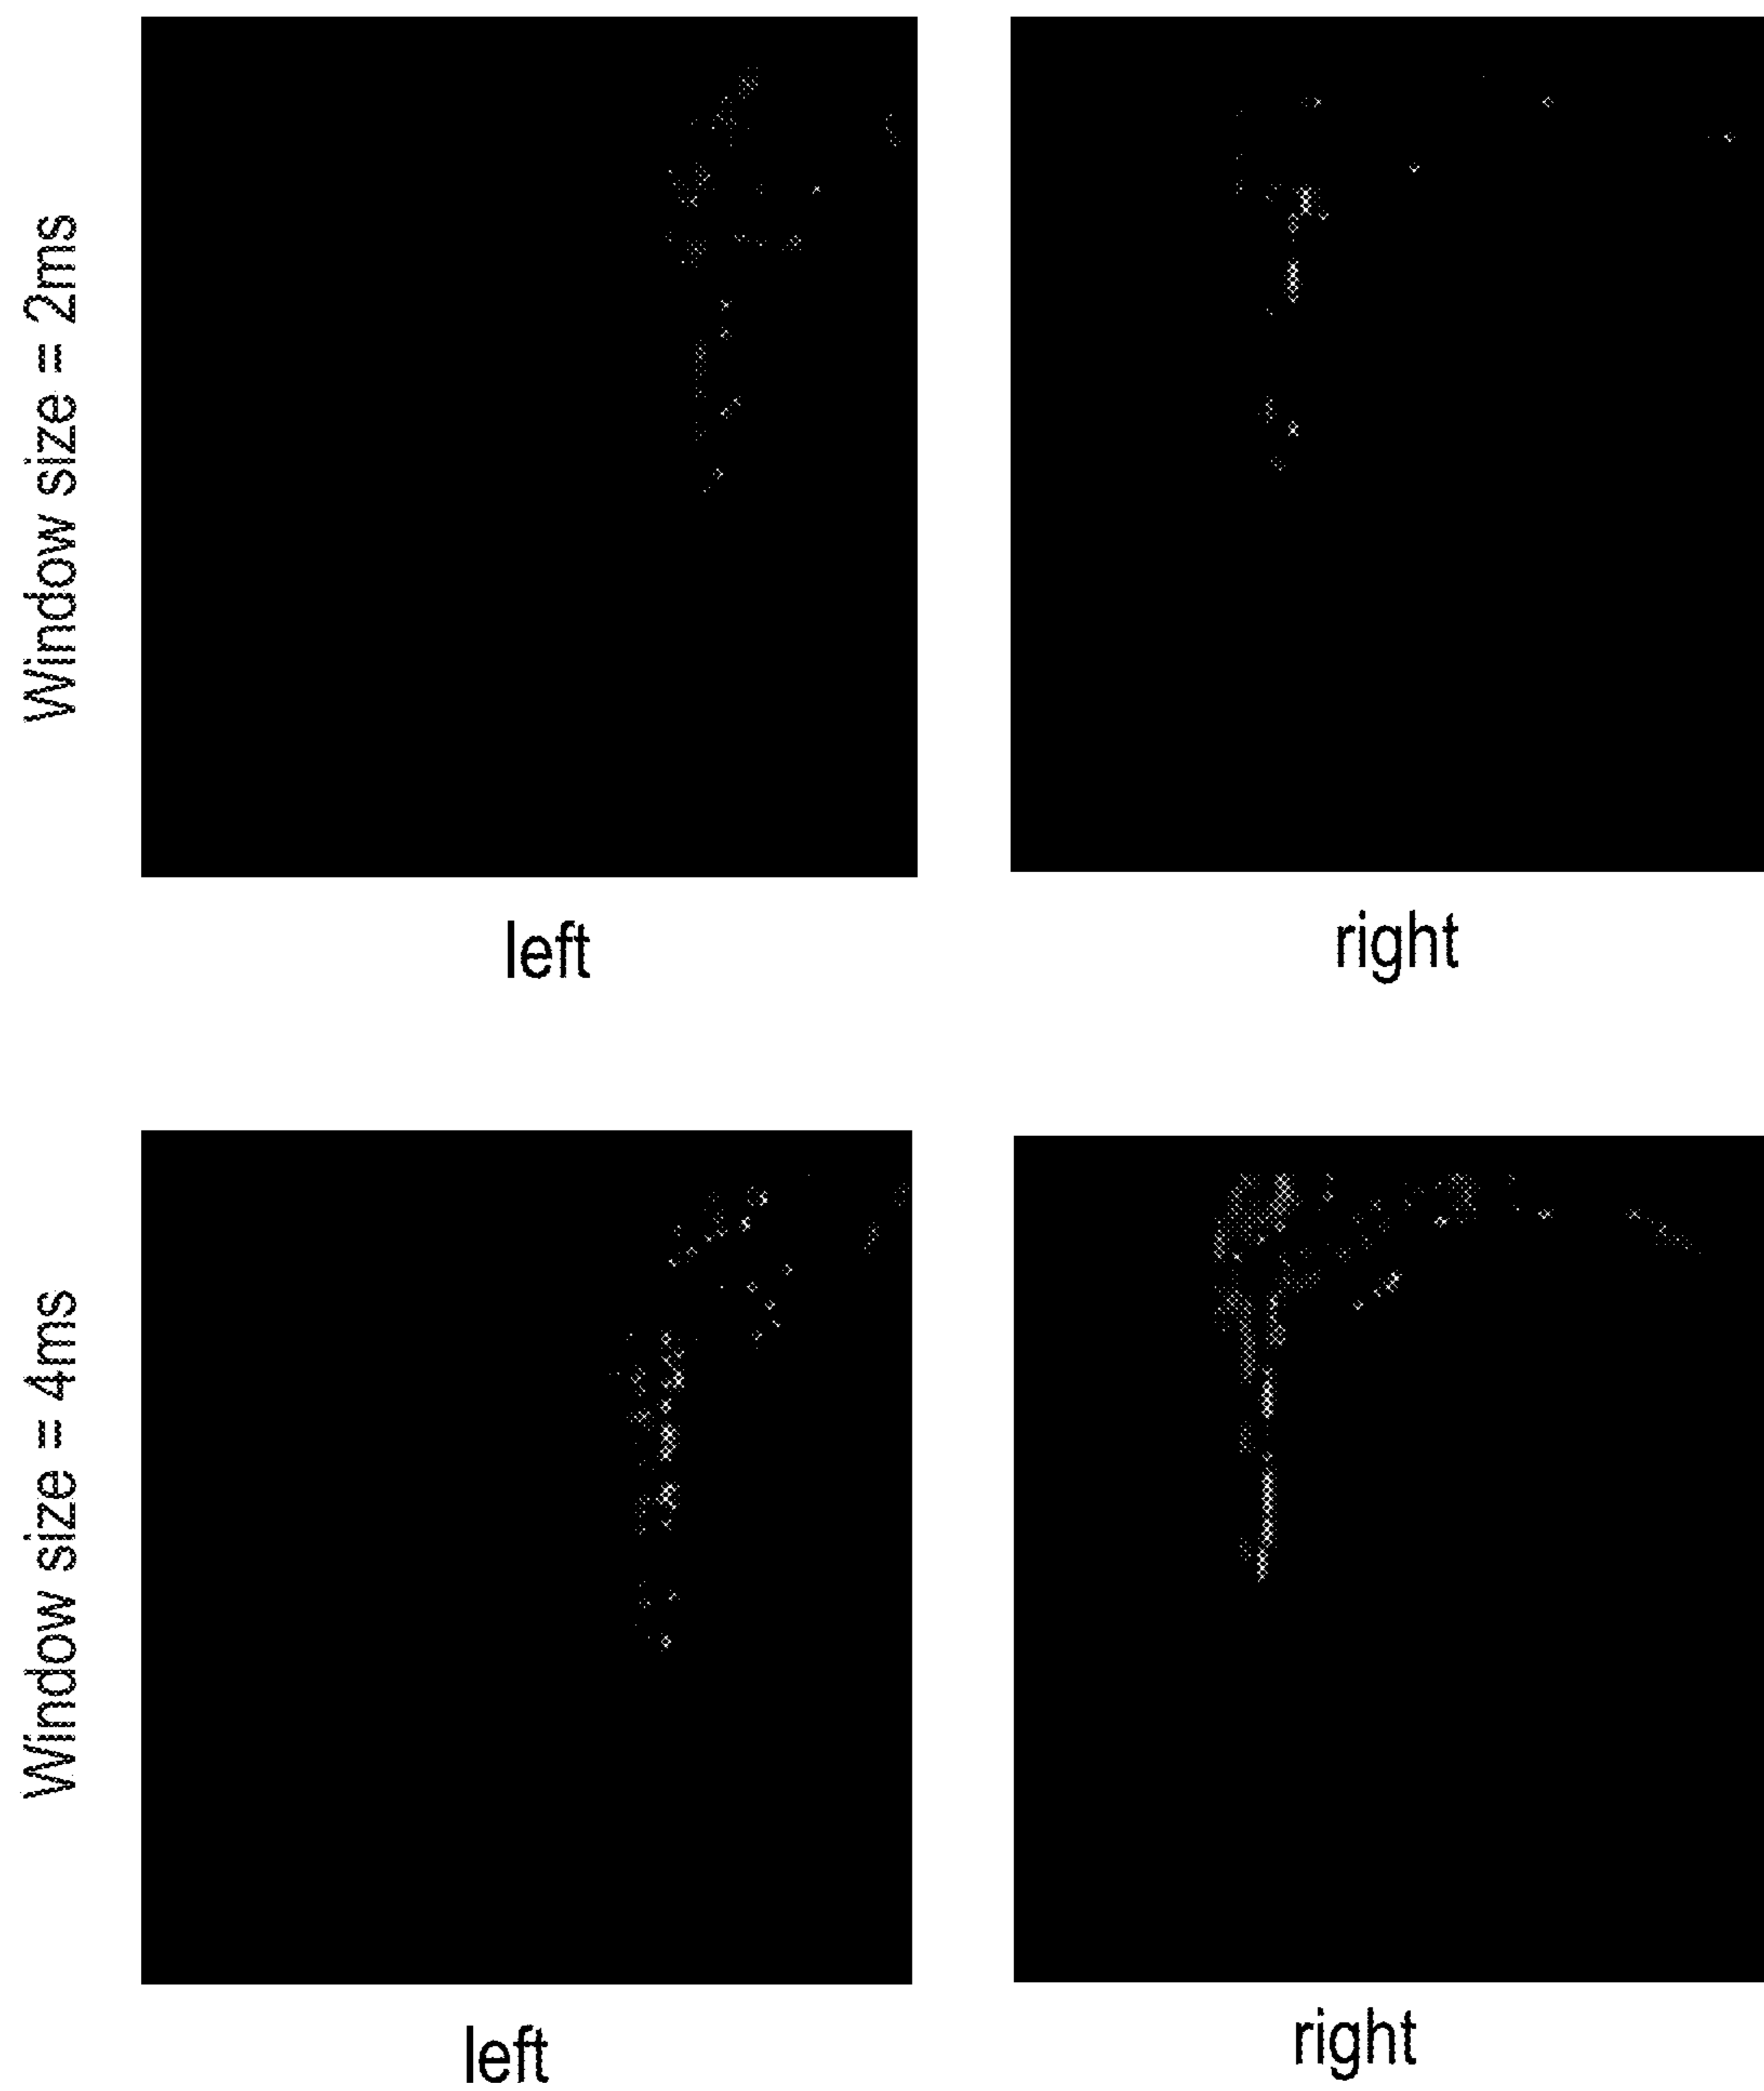 Window size = 2ms
left
right
Window size = 4ms
left
right